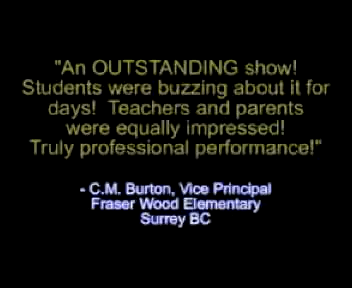 "An OUTSTANDING show!
Students were buzzing about it for
days!  Teachers and parents
were equally impressed!
Truly professional performance!"
- C.M. Burton, Vice Principal
Fraser Wood Elementary
Surrey BC